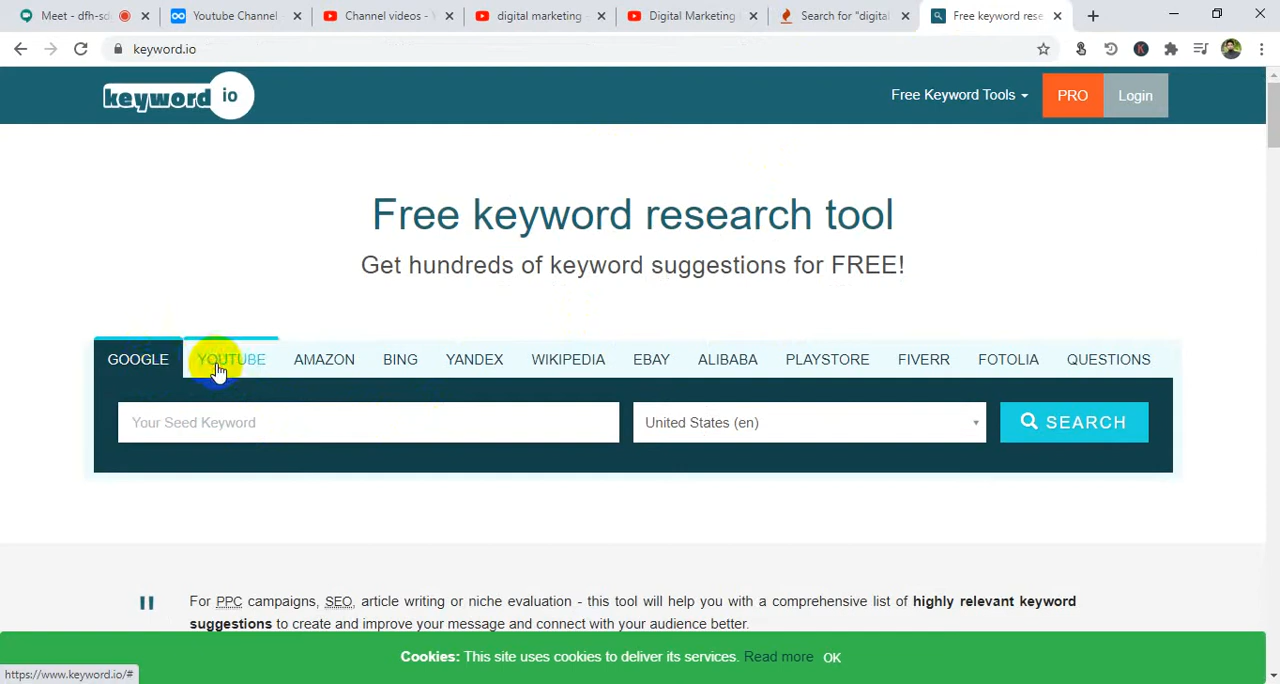 Meet - dfh-sd
Youtube Channel
Channel videos -
digital marketing
Digital Marketing
Search for "digital
Free keyword rese
keyword.io
keyword io
Free Keyword Tools
PRO
Login
Free keyword research tool
Get hundreds of keyword suggestions for FREE!
GOOGLE YOUTUBE AMAZON BING YANDEX WIKIPEDIA EBAY ALIBABA PLAYSTORE FIVERR FOTOLIA QUESTIONS
Your Seed Keyword
United States (en)
SEARCH
" For PPC campaigns, SEO, article writing or niche evaluation - this tool will help you with a comprehensive list of highly relevant keyword
suggestions to create and improve your message and connect with your audience better.
Cookies: This site uses cookies to deliver its services. Read more OK
https://www.keyword.io/#